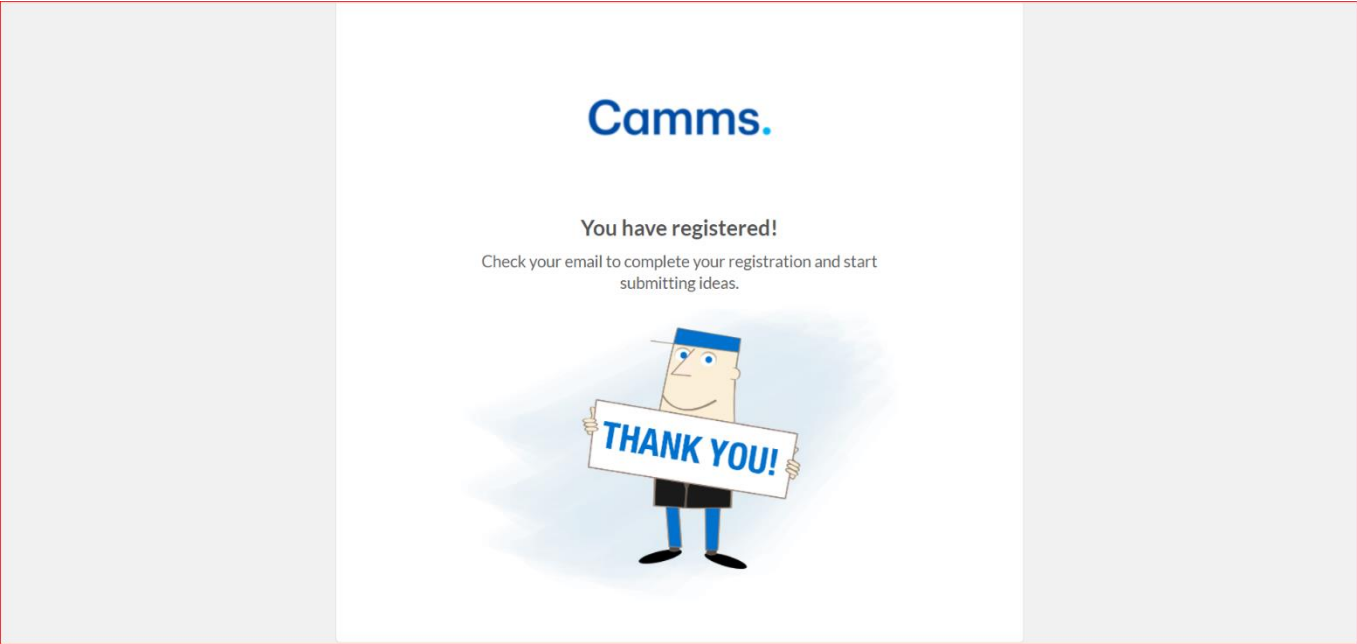 Camms.
You have registered!
Check your email to complete your registration and start
submitting ideas.
THANK YOU!